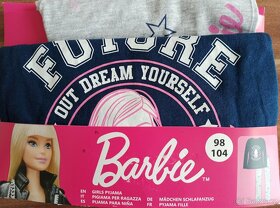 FUTURE
OUT DREAM YOURSELF
Barbie™
98
104
EN GIRLS PYJAMA
IT PIGIAMA PER RAGAZZA
ES PIJAMA PARA NIÑA
DE MÄDCHEN SCHLAFANZUG
FR PYJAMA FILLE